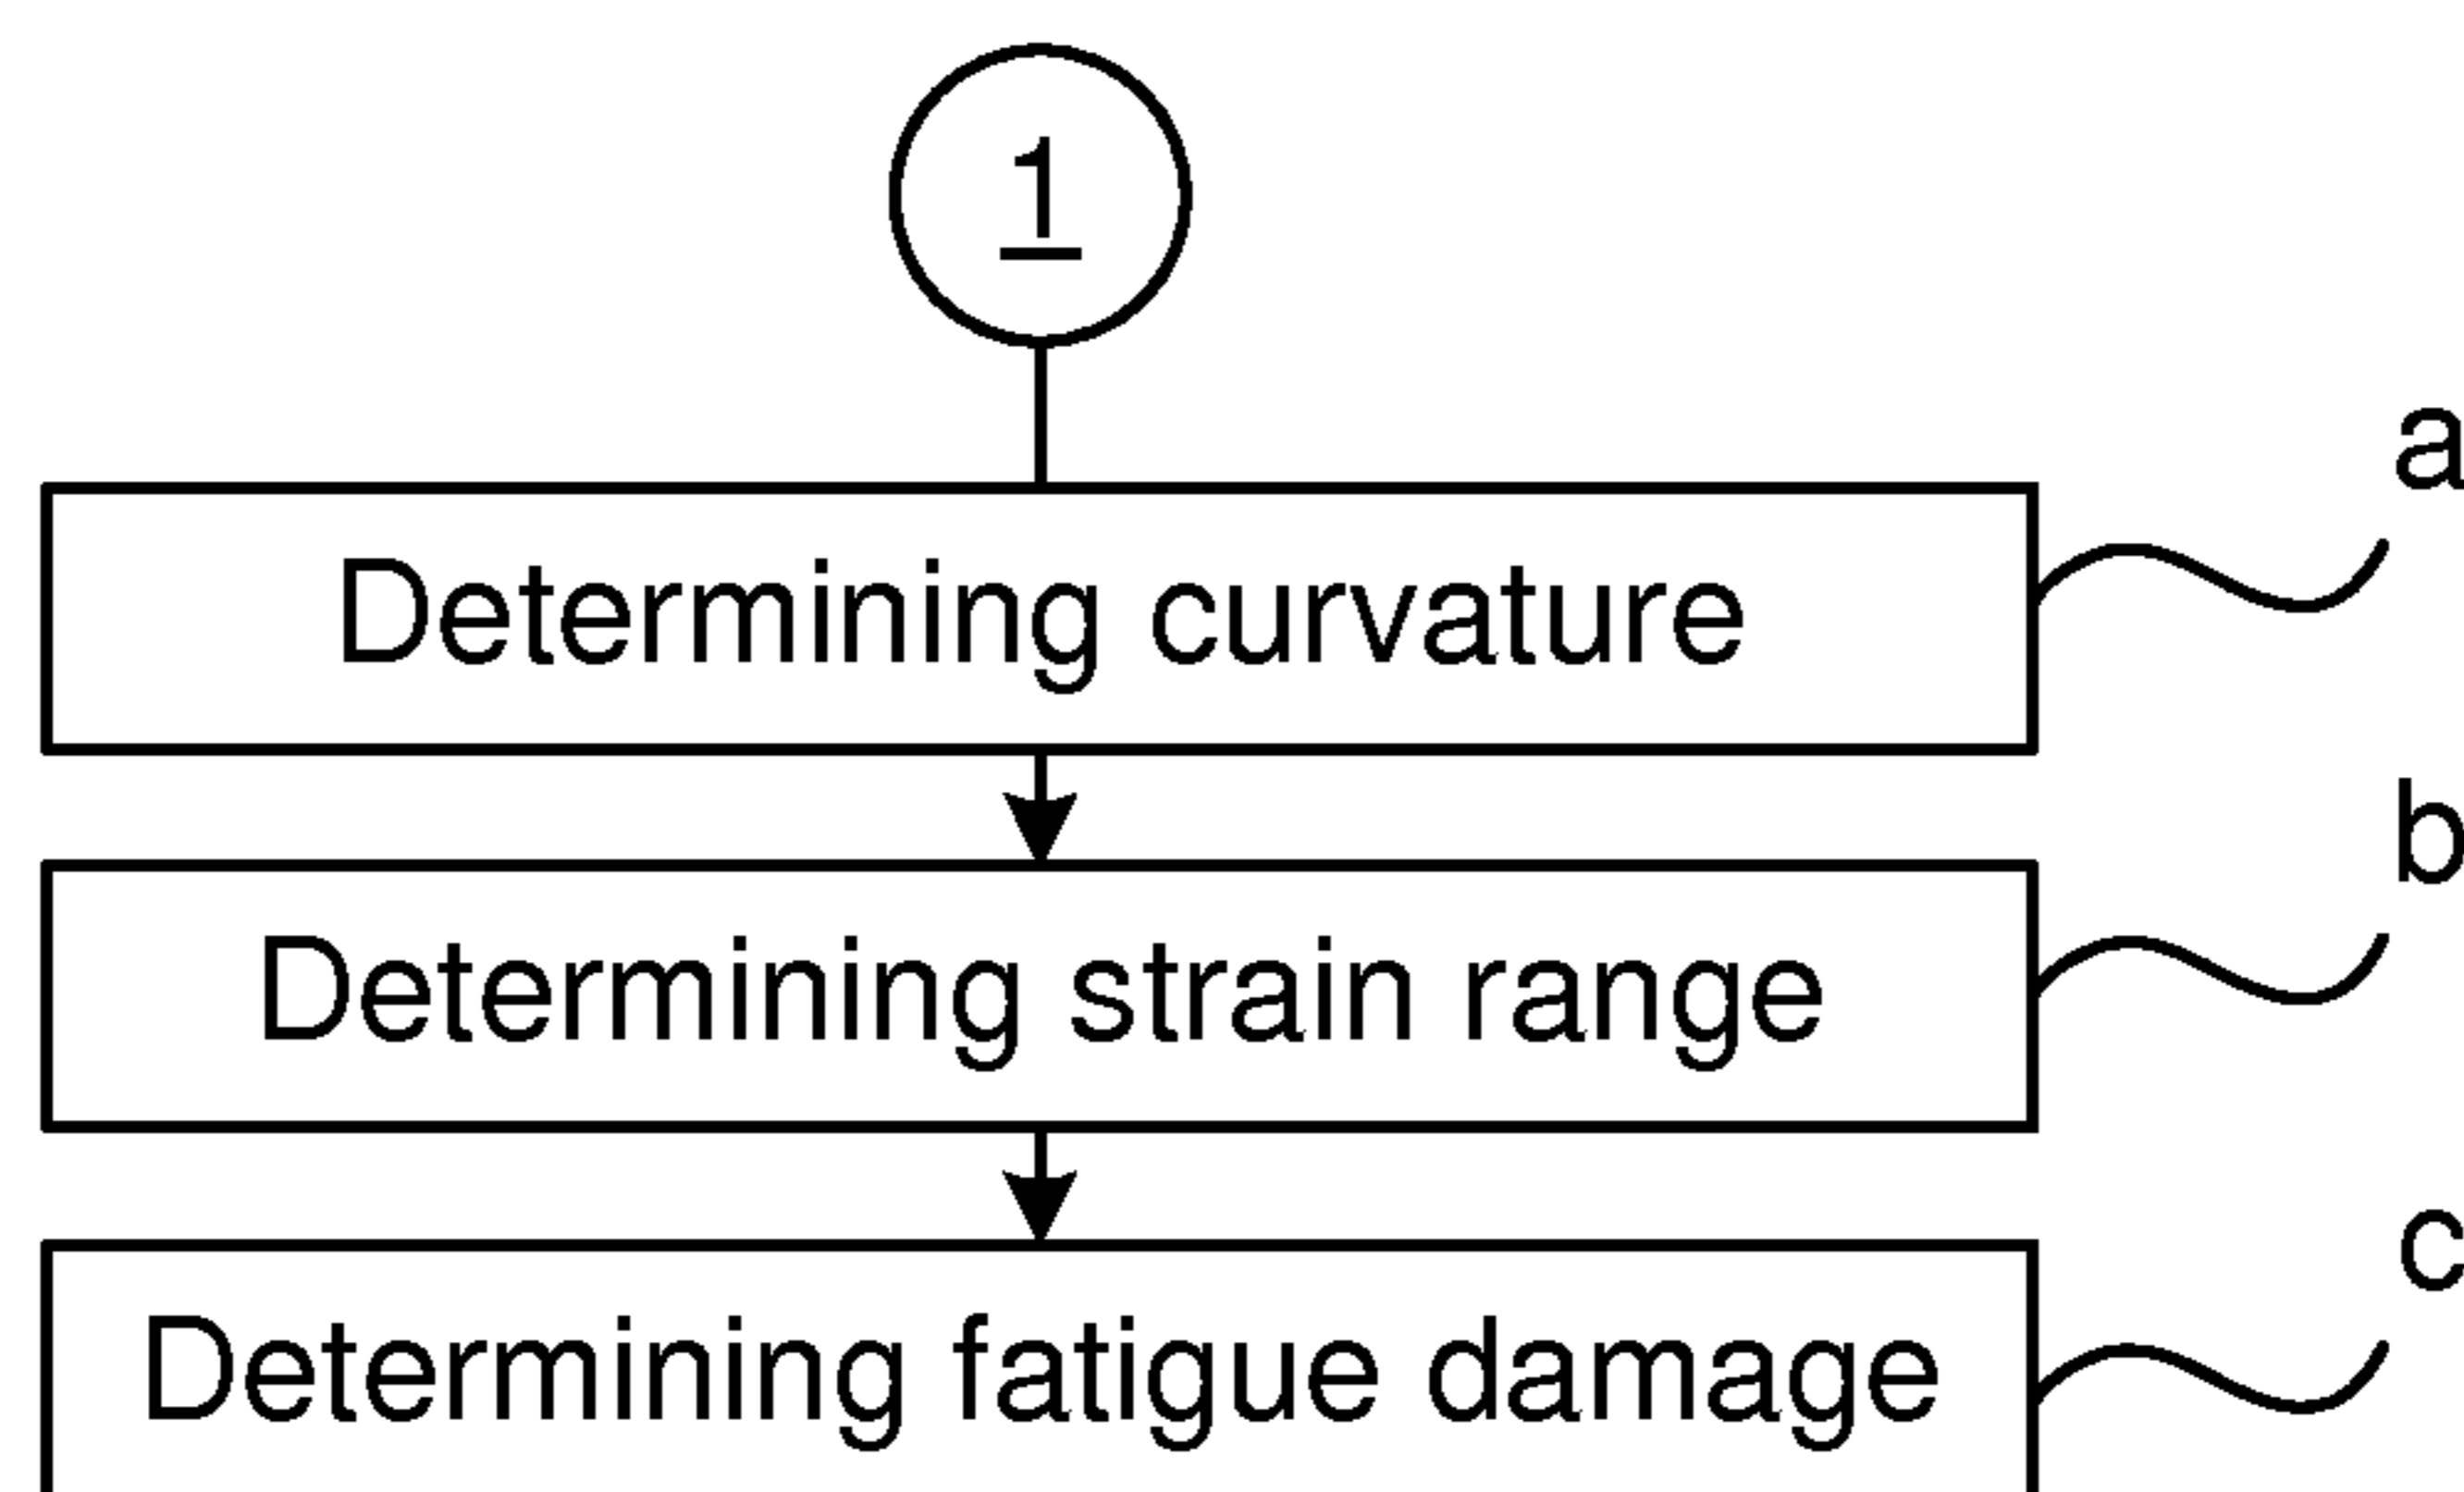 1
a
Determining curvature
b
Determining strain range
c
Determining fatigue damage